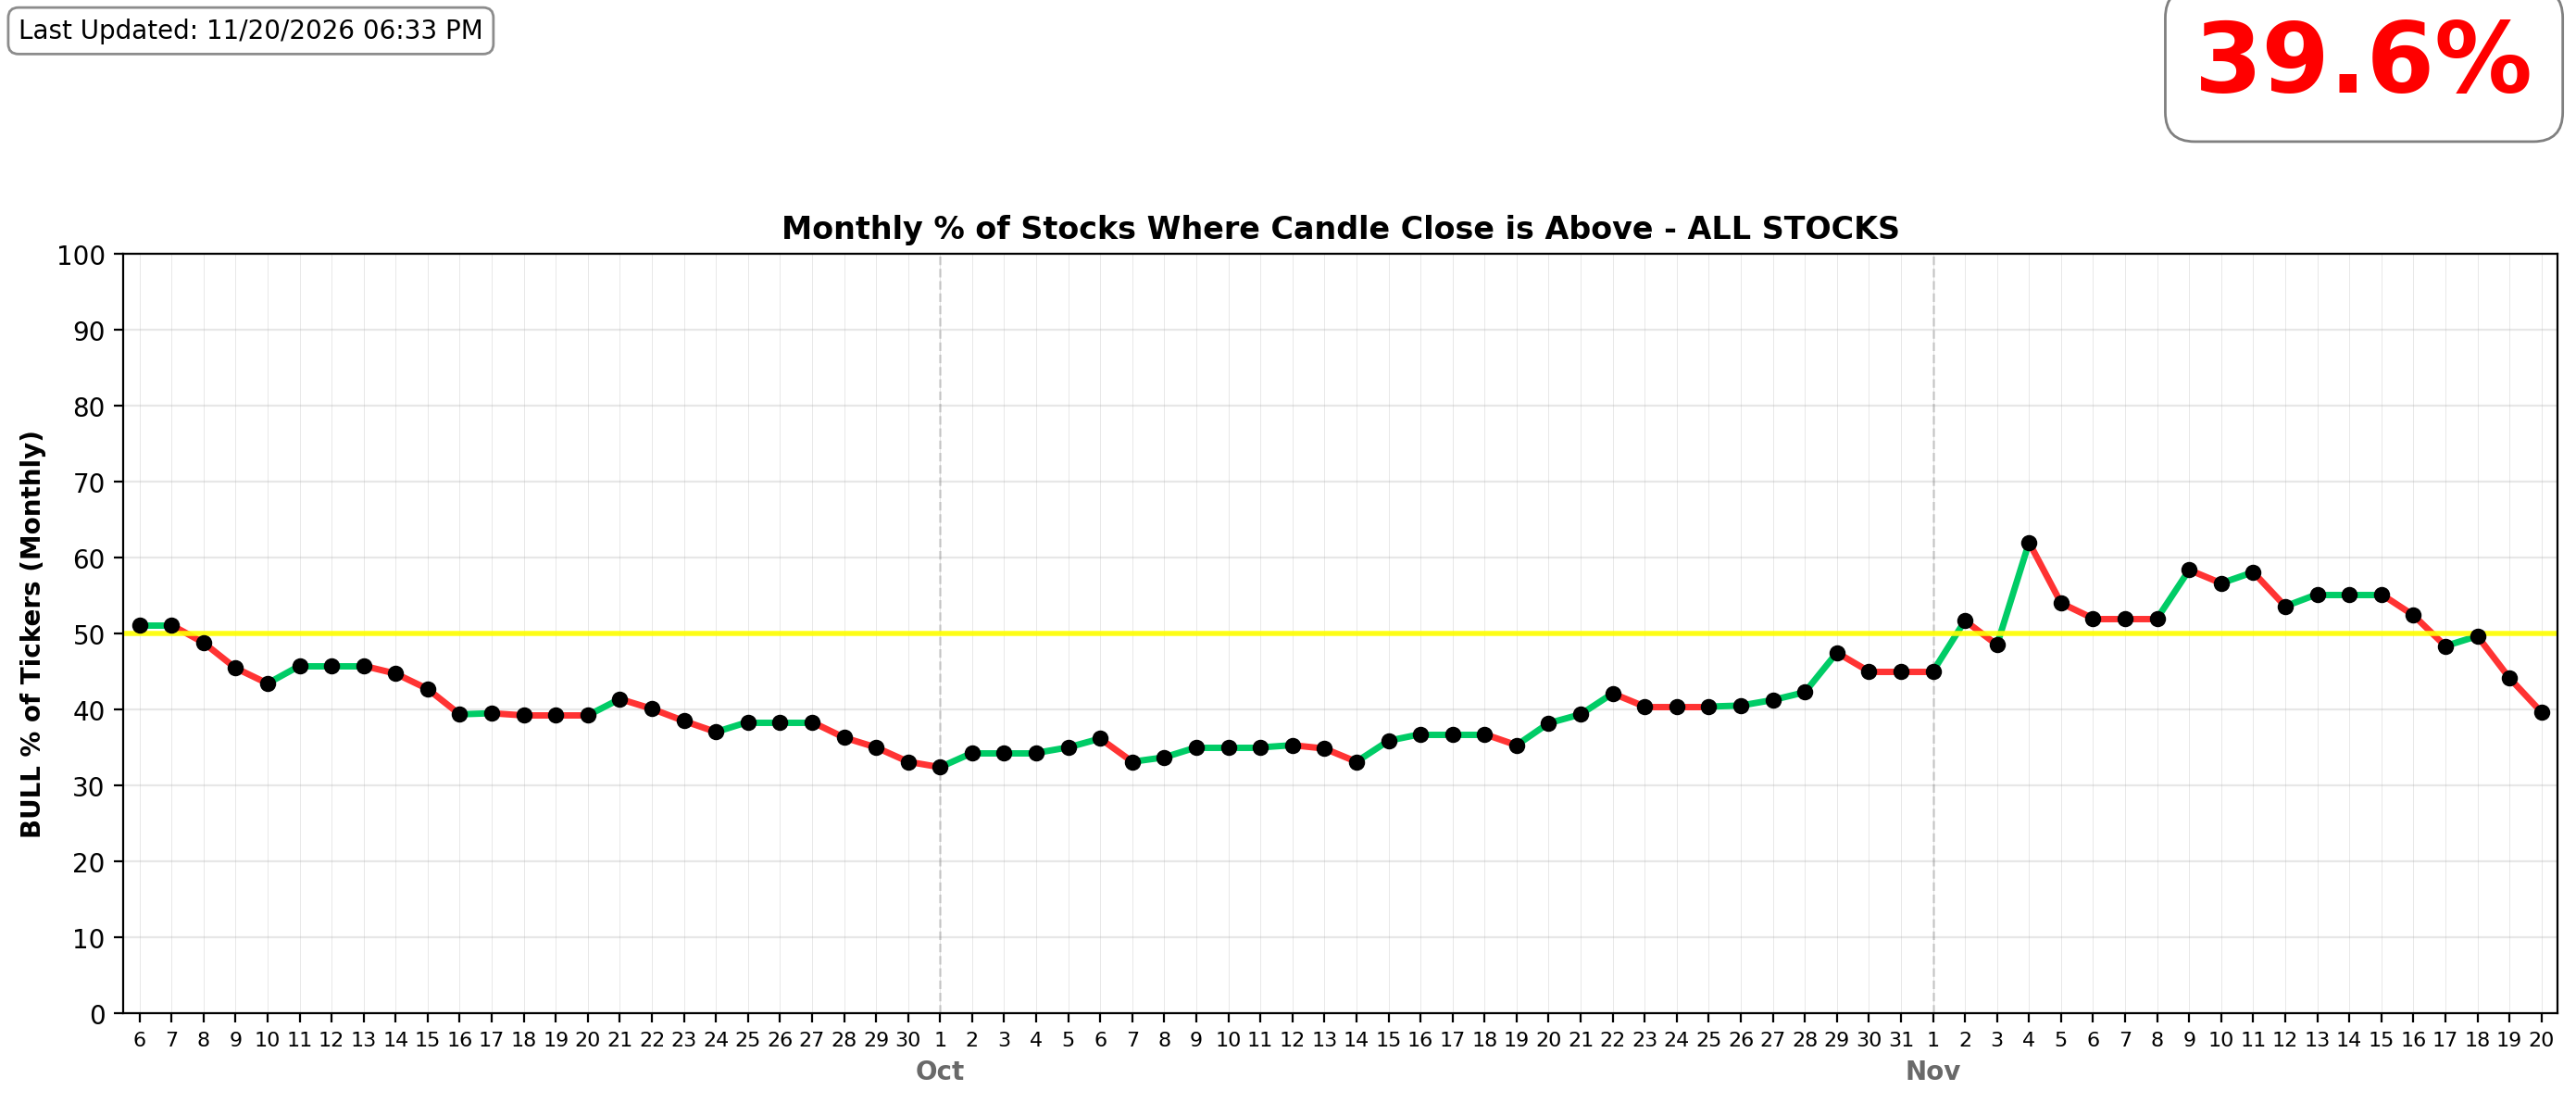 Last Updated: 11/20/2026 06:33 PM
39.6%
Monthly % of Stocks Where Candle Close is Above - ALL STOCKS
BULL % of Tickers (Monthly)
100
90
80
70
60
50
40
30
20
10
0
6 7 8 9 10 11 12 13 14 15 16 17 18 19 20 21 22 23 24 25 26 27 28 29 30 1 2 3 4 5 6 7 8 9 10 11 12 13 14 15 16 17 18 19 20 21 22 23 24 25 26 27 28 29 30 31 1 2 3 4 5 6 7 8 9 10 11 12 13 14 15 16 17 18 19 20
Oct Nov